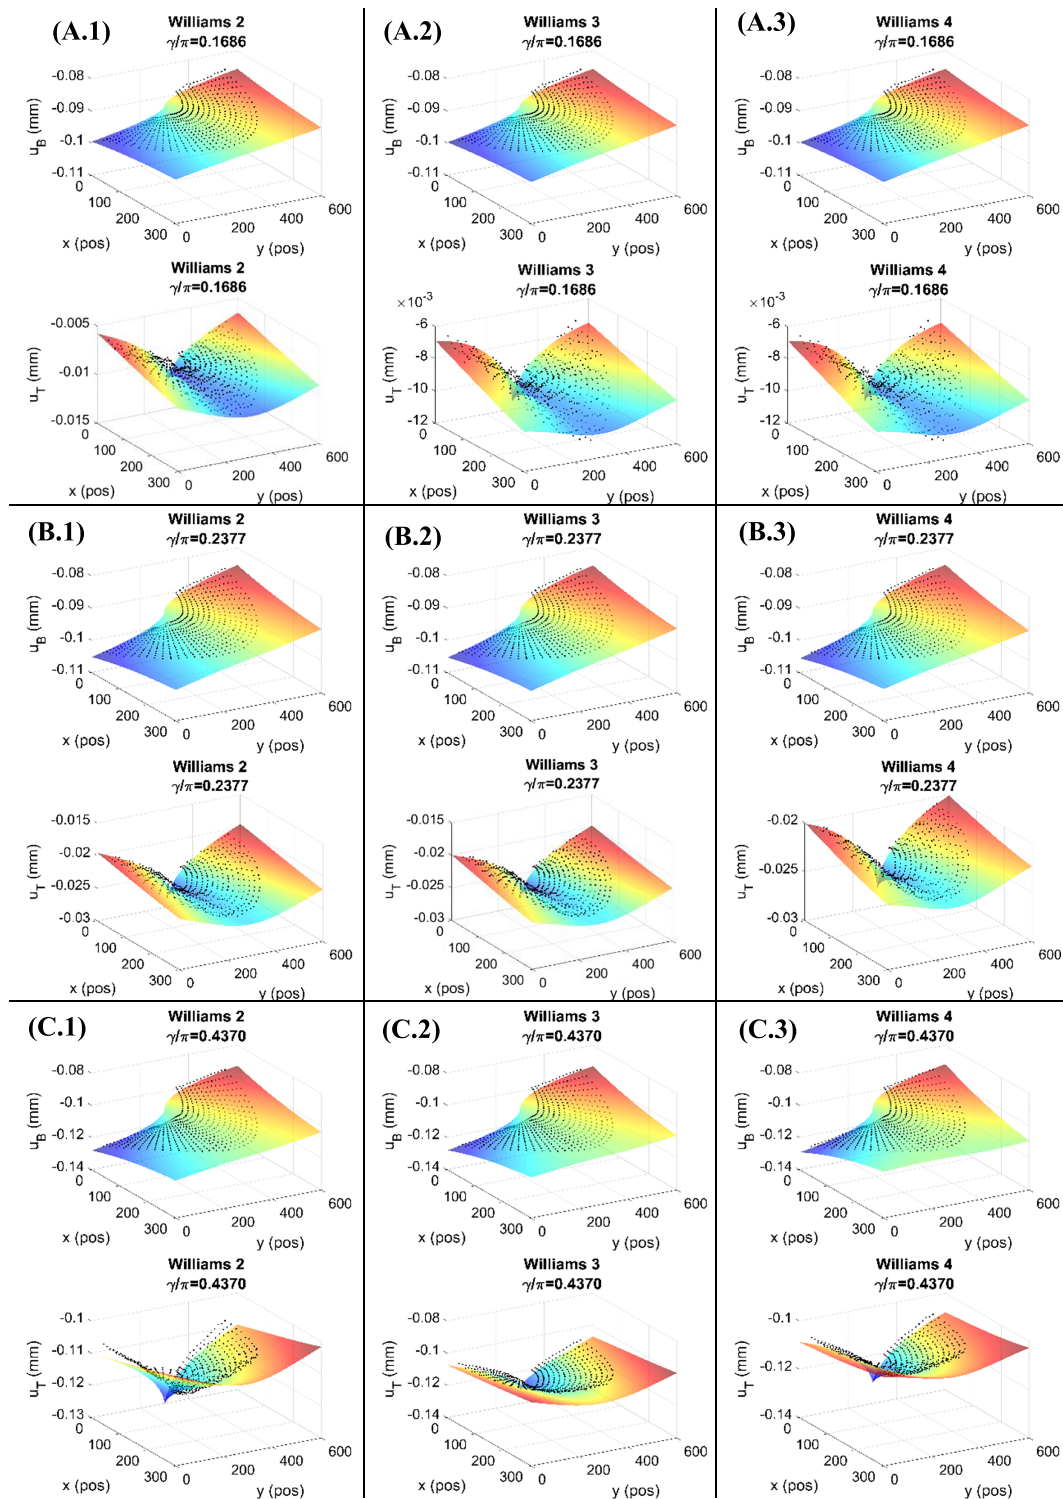 (A.1)
Williams 2
γ/π=0.1686
-0.08
-0.09
-0.1
-0.11
u_B (mm)
0
100
200
300
x (pos)
0
200
400
600
y (pos)
Williams 2
γ/π=0.1686
-0.005
-0.01
-0.015
u_T (mm)
0
100
200
300
x (pos)
0
200
400
600
y (pos)
(A.2)
Williams 3
γ/π=0.1686
-0.08
-0.09
-0.1
-0.11
u_B (mm)
0
100
200
300
x (pos)
0
200
400
600
y (pos)
Williams 3
γ/π=0.1686
×10⁻³
-6
-8
-10
-12
u_T (mm)
0
100
200
300
x (pos)
0
200
400
600
y (pos)
(A.3)
Williams 4
γ/π=0.1686
-0.08
-0.09
-0.1
-0.11
u_B (mm)
0
100
200
300
x (pos)
0
200
400
600
y (pos)
Williams 4
γ/π=0.1686
×10⁻³
-6
-8
-10
-12
u_T (mm)
0
100
200
300
x (pos)
0
200
400
600
y (pos)
(B.1)
Williams 2
γ/π=0.2377
-0.08
-0.09
-0.1
-0.11
u_B (mm)
0
100
200
300
x (pos)
0
200
400
600
y (pos)
Williams 2
γ/π=0.2377
-0.015
-0.02
-0.025
-0.03
u_T (mm)
0
100
200
300
x (pos)
0
200
400
600
y (pos)
(B.2)
Williams 3
γ/π=0.2377
-0.08
-0.09
-0.1
-0.11
u_B (mm)
0
100
200
300
x (pos)
0
200
400
600
y (pos)
Williams 3
γ/π=0.2377
-0.015
-0.02
-0.025
-0.03
u_T (mm)
0
100
200
300
x (pos)
0
200
400
600
y (pos)
(B.3)
Williams 4
γ/π=0.2377
-0.08
-0.09
-0.1
-0.11
u_B (mm)
0
100
200
300
x (pos)
0
200
400
600
y (pos)
Williams 4
γ/π=0.2377
-0.02
-0.025
-0.03
u_T (mm)
0
100
200
300
x (pos)
0
200
400
600
y (pos)
(C.1)
Williams 2
γ/π=0.4370
-0.08
-0.1
-0.12
-0.14
u_B (mm)
0
100
200
300
x (pos)
0
200
400
600
y (pos)
Williams 2
γ/π=0.4370
-0.1
-0.11
-0.12
-0.13
u_T (mm)
0
100
200
300
x (pos)
0
200
400
600
y (pos)
(C.2)
Williams 3
γ/π=0.4370
-0.08
-0.1
-0.12
-0.14
u_B (mm)
0
100
200
300
x (pos)
0
200
400
600
y (pos)
Williams 3
γ/π=0.4370
-0.08
-0.1
-0.12
-0.14
u_T (mm)
0
100
200
300
x (pos)
0
200
400
600
y (pos)
(C.3)
Williams 4
γ/π=0.4370
-0.08
-0.1
-0.12
-0.14
u_B (mm)
0
100
200
300
x (pos)
0
200
400
600
y (pos)
Williams 4
γ/π=0.4370
-0.1
-0.12
-0.14
u_T (mm)
0
100
200
300
x (pos)
0
200
400
600
y (pos)